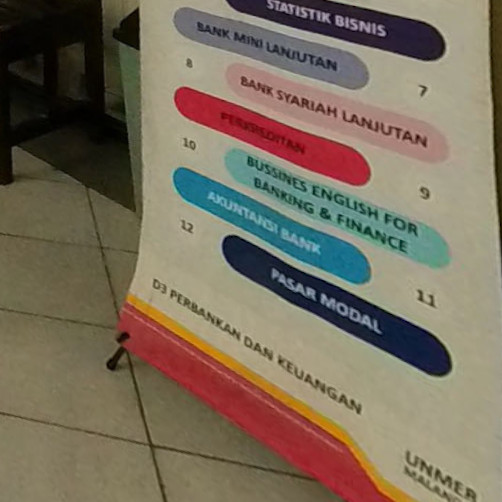 STATISTIK BISNIS
BANK MINI LANJUTAN
7
8
BANK SYARIAH LANJUTAN
PERKREDITAN
9
10
BUSSINES ENGLISH FOR
BANKING & FINANCE
AKUNTANSI BANK
11
12
PASAR MODAL
D3 PERBANKAN DAN KEUANGAN
UNMER